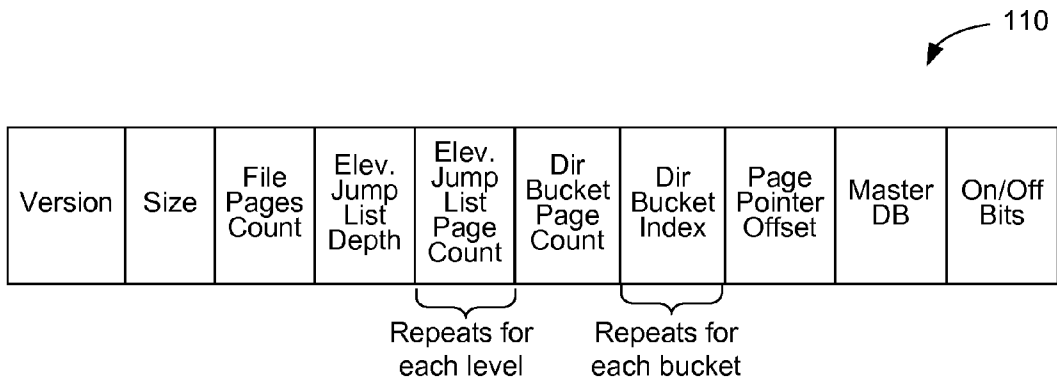 110
Version
Size
File
Pages
Count
Elev.
Jump
List
Depth
Elev.
Jump
List
Page
Count
Dir
Bucket
Page
Count
Dir
Bucket
Index
Page
Pointer
Offset
Master
DB
On/Off
Bits
Repeats for
each level
Repeats for
each bucket